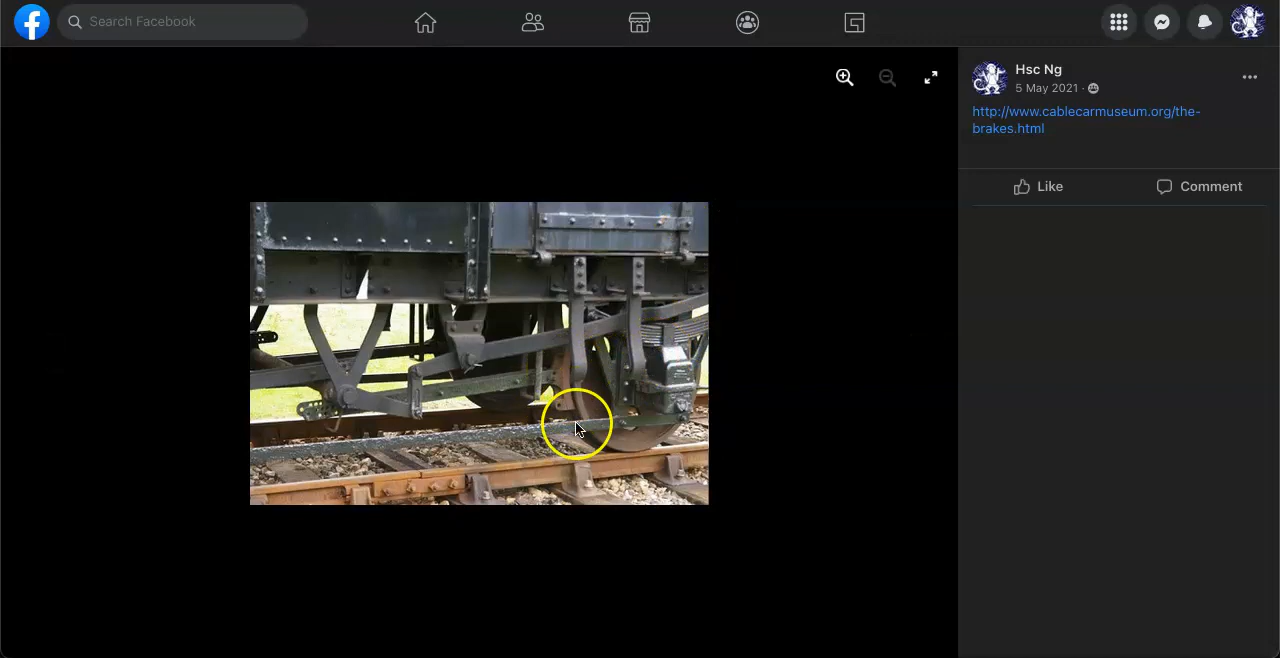 Search Facebook
Hsc Ng
5 May 2021 ·
http://www.cablecarmuseum.org/the-
brakes.html
Like
Comment